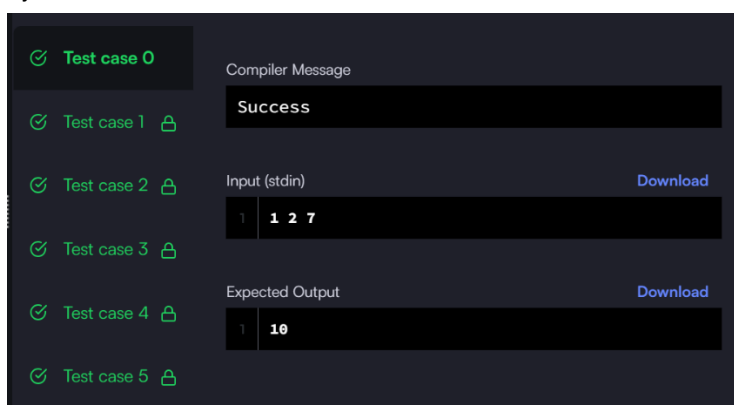 Test case 0
Test case 1
Test case 2
Test case 3
Test case 4
Test case 5
Compiler Message
Success
Input (stdin)
Download
1 1 2 7
Expected Output
Download
1 10